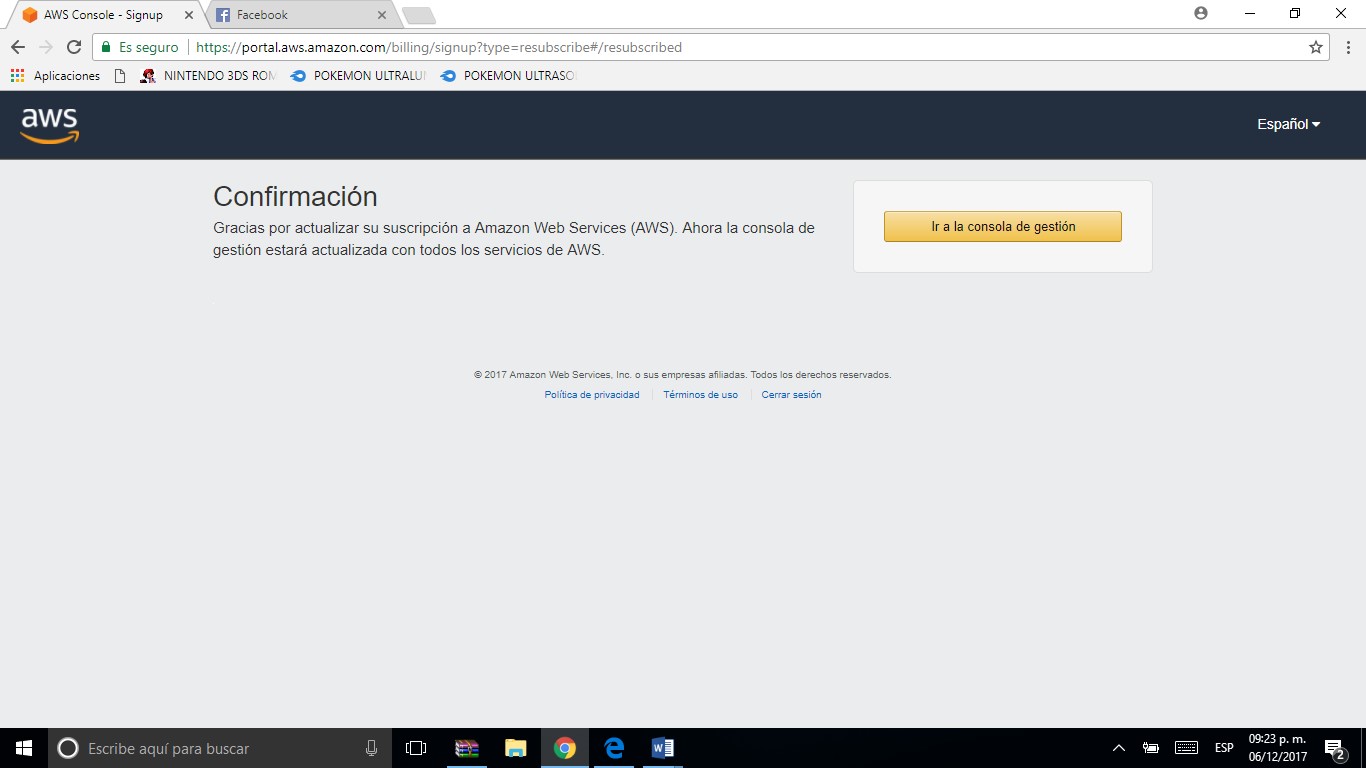 AWS Console - Signup
Facebook
Es seguro
https://portal.aws.amazon.com/billing/signup?type=resubscribe#/resubscribed
Aplicaciones
NINTENDO 3DS ROM
POKEMON ULTRALU
POKEMON ULTRASO
aws
Español
Confirmación
Gracias por actualizar su suscripción a Amazon Web Services (AWS). Ahora la consola de
gestión estará actualizada con todos los servicios de AWS.
Ir a la consola de gestión
© 2017 Amazon Web Services, Inc. o sus empresas afiliadas. Todos los derechos reservados.
Política de privacidad
Términos de uso
Cerrar sesión
Escribe aquí para buscar
ESP
09:23 p. m.
06/12/2017
2